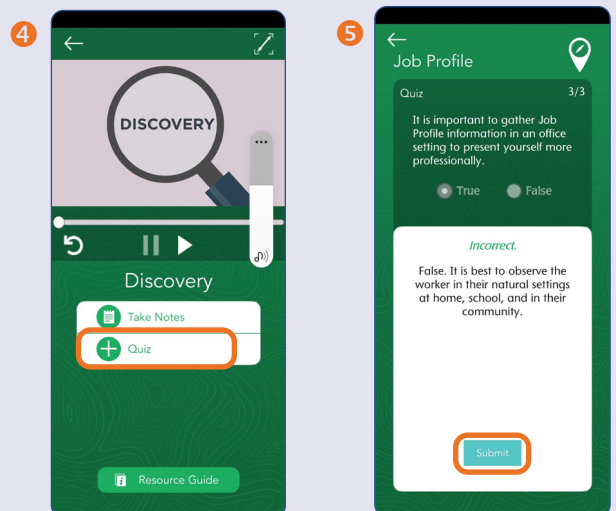 4
DISCOVERY
Discovery
Take Notes
Quiz
Resource Guide
5
Job Profile
Quiz 3/3
It is important to gather Job
Profile information in an office
setting to present yourself more
professionally.
True False
Incorrect.
False. It is best to observe the
worker in their natural settings
at home, school, and in their
community.
Submit